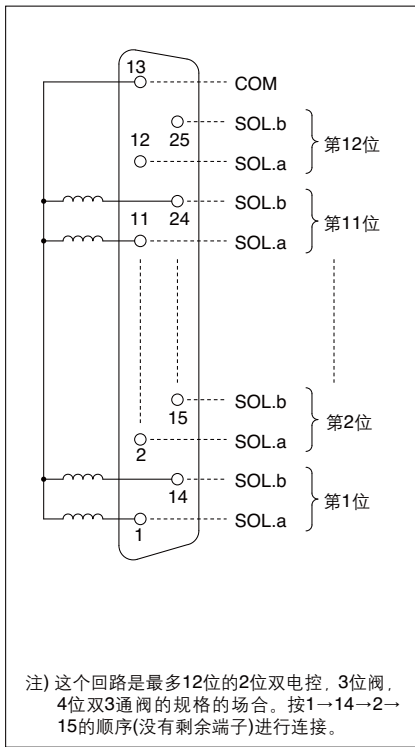 13
COM
SOL.b
25
第12位
12
SOL.a
SOL.b
24
第11位
11
SOL.a
SOL.b
15
第2位
SOL.a
2
SOL.b
14
第1位
SOL.a
1
注) 这个回路是最多12位的2位双电控, 3位阀,
4位双3通阀的规格的场合。按1→14→2→
15的顺序(没有剩余端子)进行连接。